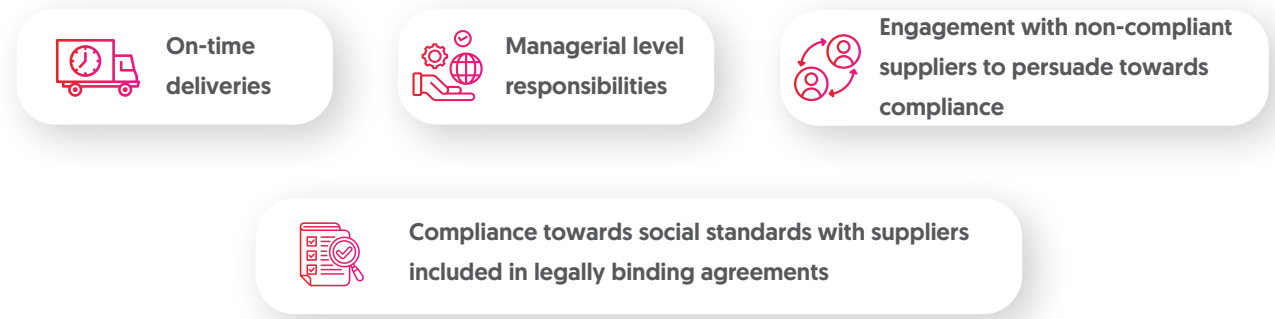 On-time
deliveries
Managerial level
responsibilities
Engagement with non-compliant
suppliers to persuade towards
compliance
Compliance towards social standards with suppliers
included in legally binding agreements